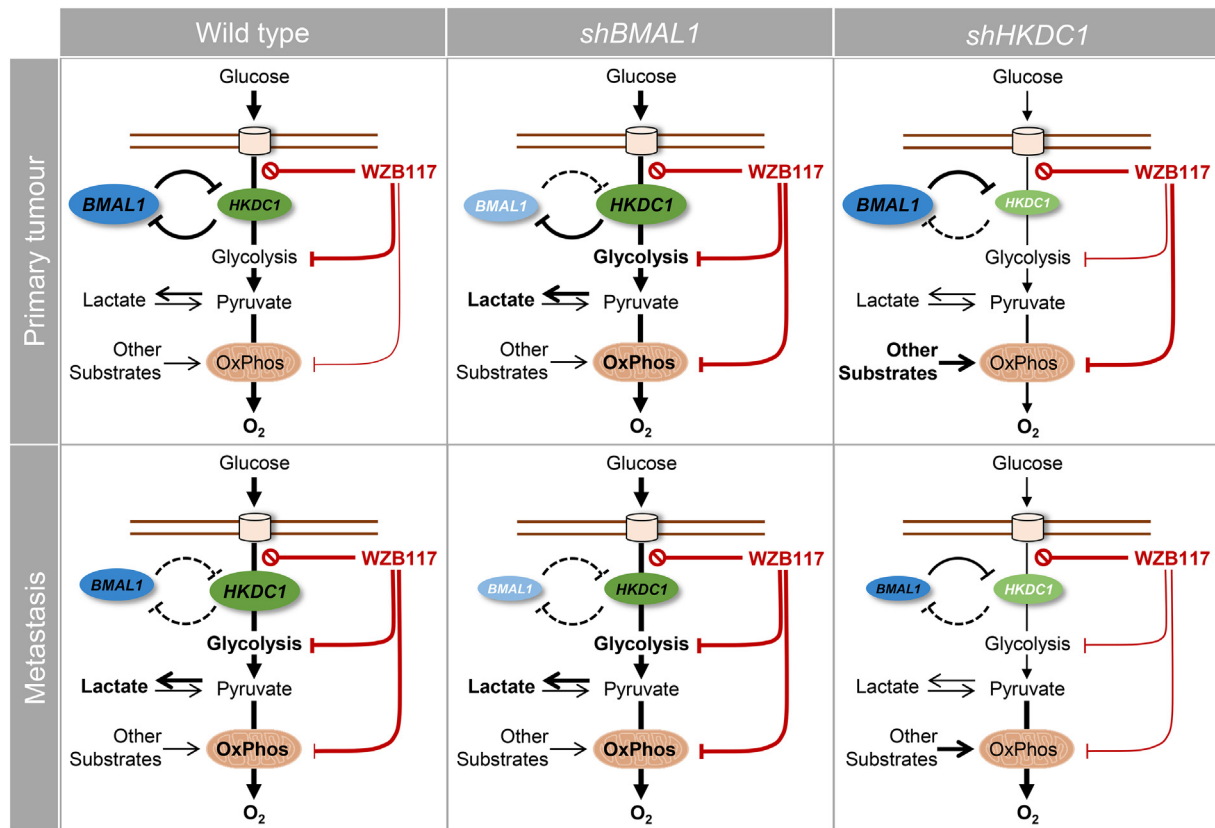 Wild type
shBMAL1
shHKDC1
Primary tumour
Glucose
WZB117
BMAL1
HKDC1
Glycolysis
Lactate
Pyruvate
Other
Substrates
OxPhos
O2
Glucose
WZB117
BMAL1
HKDC1
Glycolysis
Lactate
Pyruvate
Other
Substrates
OxPhos
O2
Glucose
WZB117
BMAL1
HKDC1
Glycolysis
Lactate
Pyruvate
Other
Substrates
OxPhos
O2
Metastasis
Glucose
WZB117
BMAL1
HKDC1
Glycolysis
Lactate
Pyruvate
Other
Substrates
OxPhos
O2
Glucose
WZB117
BMAL1
HKDC1
Glycolysis
Lactate
Pyruvate
Other
Substrates
OxPhos
O2
Glucose
WZB117
BMAL1
HKDC1
Glycolysis
Lactate
Pyruvate
Other
Substrates
OxPhos
O2